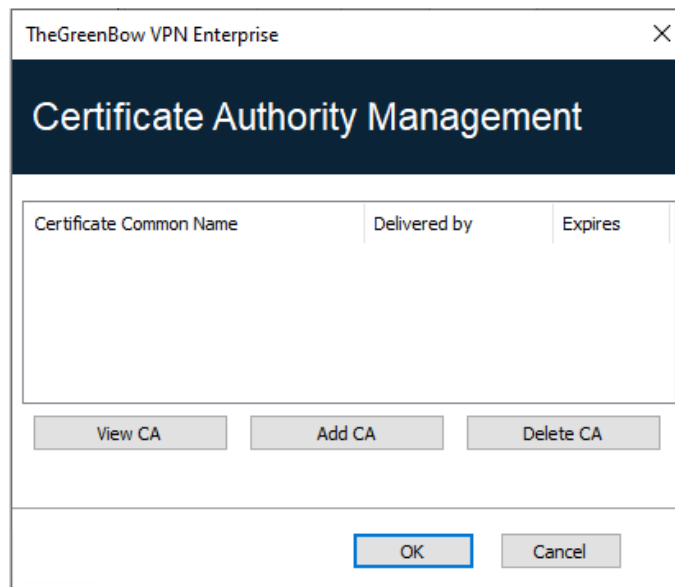 TheGreenBow VPN Enterprise
Certificate Authority Management
Certificate Common Name Delivered by Expires
View CA Add CA Delete CA
OK Cancel